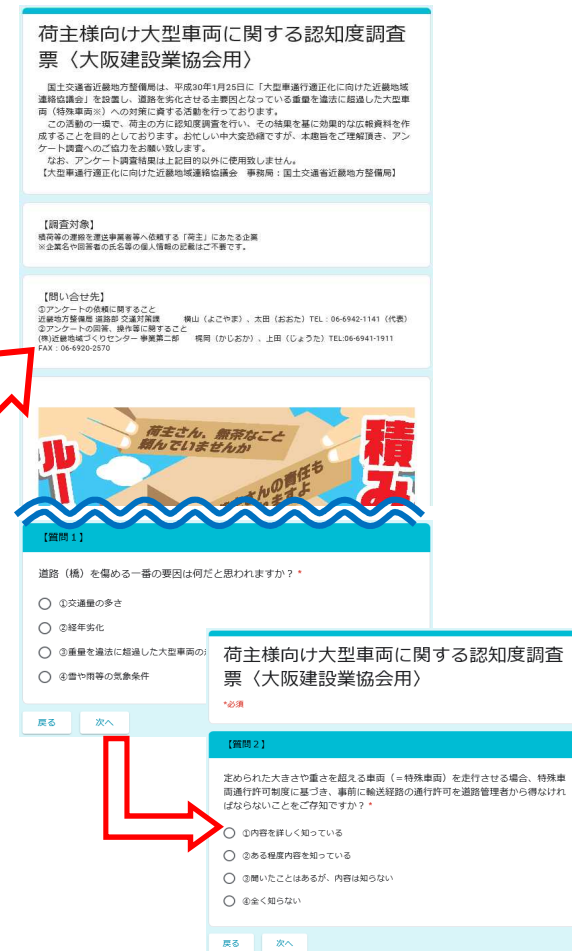 荷主様向け大型車両に関する認知度調査
票〈大阪建設業協会用〉
国土交通省近畿地方整備局は、平成30年1月25日に「大型車通行適正化に向けた近畿地域
連絡協議会」を設置し、道路を劣化させる主要因となっている重量を違法に超過した大型車
両（特殊車両※）への対策に資する活動を行っております。
この活動の一環で、荷主の方に認知度調査を行い、その結果を基に効果的な広報資料を作
成することを目的としております。お忙しい中大変恐縮ですが、本趣旨をご理解頂き、アン
ケート調査へのご協力をお願い致します。
なお、アンケート調査結果は上記目的以外に使用致しません。
【大型車通行適正化に向けた近畿地域連絡協議会　事務局：国土交通省近畿地方整備局】
【調査対象】
積荷等の運搬を運送事業者等へ依頼する「荷主」にあたる企業
※企業名や回答者の氏名等の個人情報の記載はご不要です。
【問い合せ先】
①アンケートの依頼に関すること
近畿地方整備局 道路部 交通対策課　横山（よこやま）、太田（おおた）TEL：06-6942-1141（代表）
②アンケートの回答、操作等に関すること
(株)近畿地域づくりセンター 事業第二部　梶岡（かじおか）、上田（じょうた）TEL:06-6941-1911
FAX：06-6920-2570
荷主さん、無茶なこと
頼んでいませんか
ル
ー
積
み
さんの責任も
ますよ
【質問1】
道路（橋）を傷める一番の要因は何だと思われますか？ *
①交通量の多さ
②経年劣化
③重量を違法に超過した大型車両の
④雪や雨等の気象条件
戻る　次へ
荷主様向け大型車両に関する認知度調査
票〈大阪建設業協会用〉
*必須
【質問2】
定められた大きさや重さを超える車両（＝特殊車両）を走行させる場合、特殊車
両通行許可制度に基づき、事前に輸送経路の通行許可を道路管理者から得なけれ
ばならないことをご存知ですか？ *
①内容を詳しく知っている
②ある程度内容を知っている
③聞いたことはあるが、内容は知らない
④全く知らない
戻る　次へ